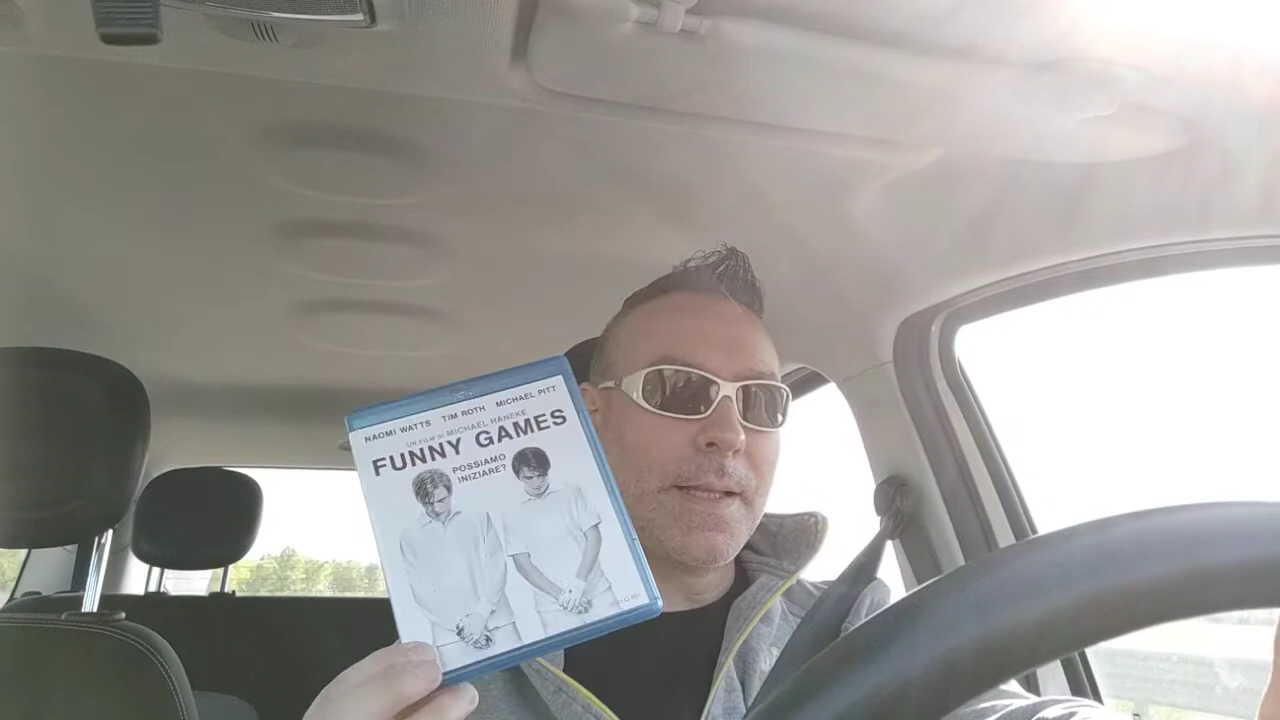 NAOMI WATTS TIM ROTH MICHAEL PITT
UN FILM DI MICHAEL HANEKE
FUNNY GAMES
POSSIAMO
INIZIARE?